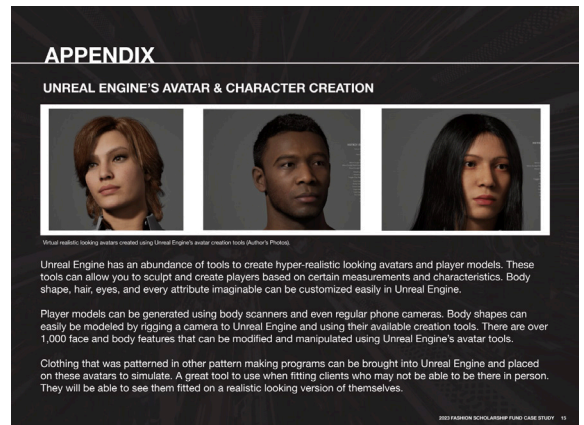 APPENDIX
UNREAL ENGINE'S AVATAR & CHARACTER CREATION
Virtual realistic looking avatars created using Unreal Engine's avatar creation tools (Author's Photos).
Unreal Engine has an abundance of tools to create hyper-realistic looking avatars and player models. These
tools can allow you to sculpt and create players based on certain measurements and characteristics. Body
shape, hair, eyes, and every attribute imaginable can be customized easily in Unreal Engine.
Player models can be generated using body scanners and even regular phone cameras. Body shapes can
easily be modeled by rigging a camera to Unreal Engine and using their available creation tools. There are over
1,000 face and body features that can be modified and manipulated using Unreal Engine's avatar tools.
Clothing that was patterned in other pattern making programs can be brought into Unreal Engine and placed
on these avatars to simulate. A great tool to use when fitting clients who may not be able to be there in person.
They will be able to see them fitted on a realistic looking version of themselves.
2023 FASHION SCHOLARSHIP FUND CASE STUDY 15